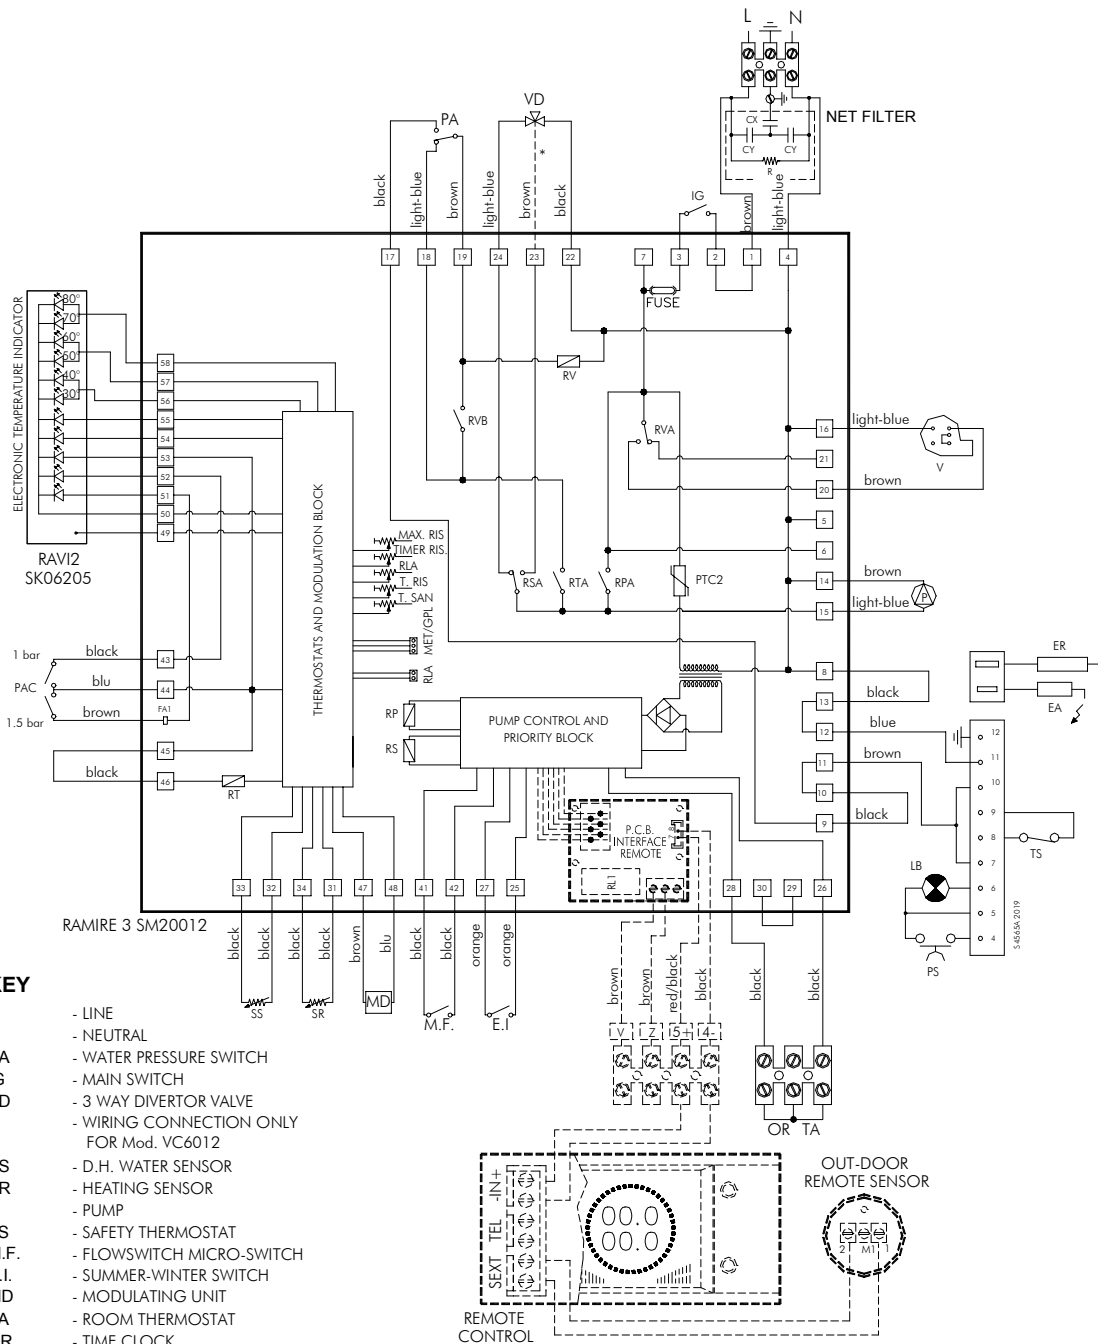 L N
NET FILTER
CX
CY CY
R
VD
PA
*
IG
black
light-blue
brown
light-blue
brown
black
brown
light-blue
17 18 19 24 23 22 7 3 2 1 4
FUSE
RV
RVB
RVA
ELECTRONIC TEMPERATURE INDICATOR
80°
70°
60°
50°
40°
30°
58
57
56
55
54
53
52
51
50
49
RAVI2
SK06205
THERMOSTATS AND MODULATION BLOCK
MAX. RIS
TIMER RIS.
RLA
T. RIS
T. SAN
MET/GPL
RLA
RSA
RTA
RPA
PTC2
16 light-blue
21
20 brown
V
5
6
14 brown
15 light-blue
P
8
13 black
12 blue
11 brown
10
9 black
ER
EA
1 bar
PAC
1.5 bar
black 43
blu 44
brown FA1
45
black 46
RT
RP
RS
PUMP CONTROL AND
PRIORITY BLOCK
P.C.B.
INTERFACE
REMOTE
7 8
RL1
12
11
10
9
8
7
6
5
4
TS
LB
PS
S 4565A 2019
33 32 34 31 47 48 41 42 27 25 28 30 29 26
RAMIRE 3 SM20012
black
black
black
black
brown
blu
black
black
orange
orange
brown
brown
red/black
black
black
black
SS SR MD M.F. E.I
V Z 5+ 4-
OR TA
KEY
- LINE
- NEUTRAL
A - WATER PRESSURE SWITCH
G - MAIN SWITCH
D - 3 WAY DIVERTOR VALVE
- WIRING CONNECTION ONLY
FOR Mod. VC6012
S - D.H. WATER SENSOR
R - HEATING SENSOR
- PUMP
S - SAFETY THERMOSTAT
.F. - FLOWSWITCH MICRO-SWITCH
.I. - SUMMER-WINTER SWITCH
D - MODULATING UNIT
A - ROOM THERMOSTAT
R - TIME CLOCK
-IN+
TEL
SEXT
00.0
00.0
REMOTE
CONTROL
OUT-DOOR
REMOTE SENSOR
2 M1 1